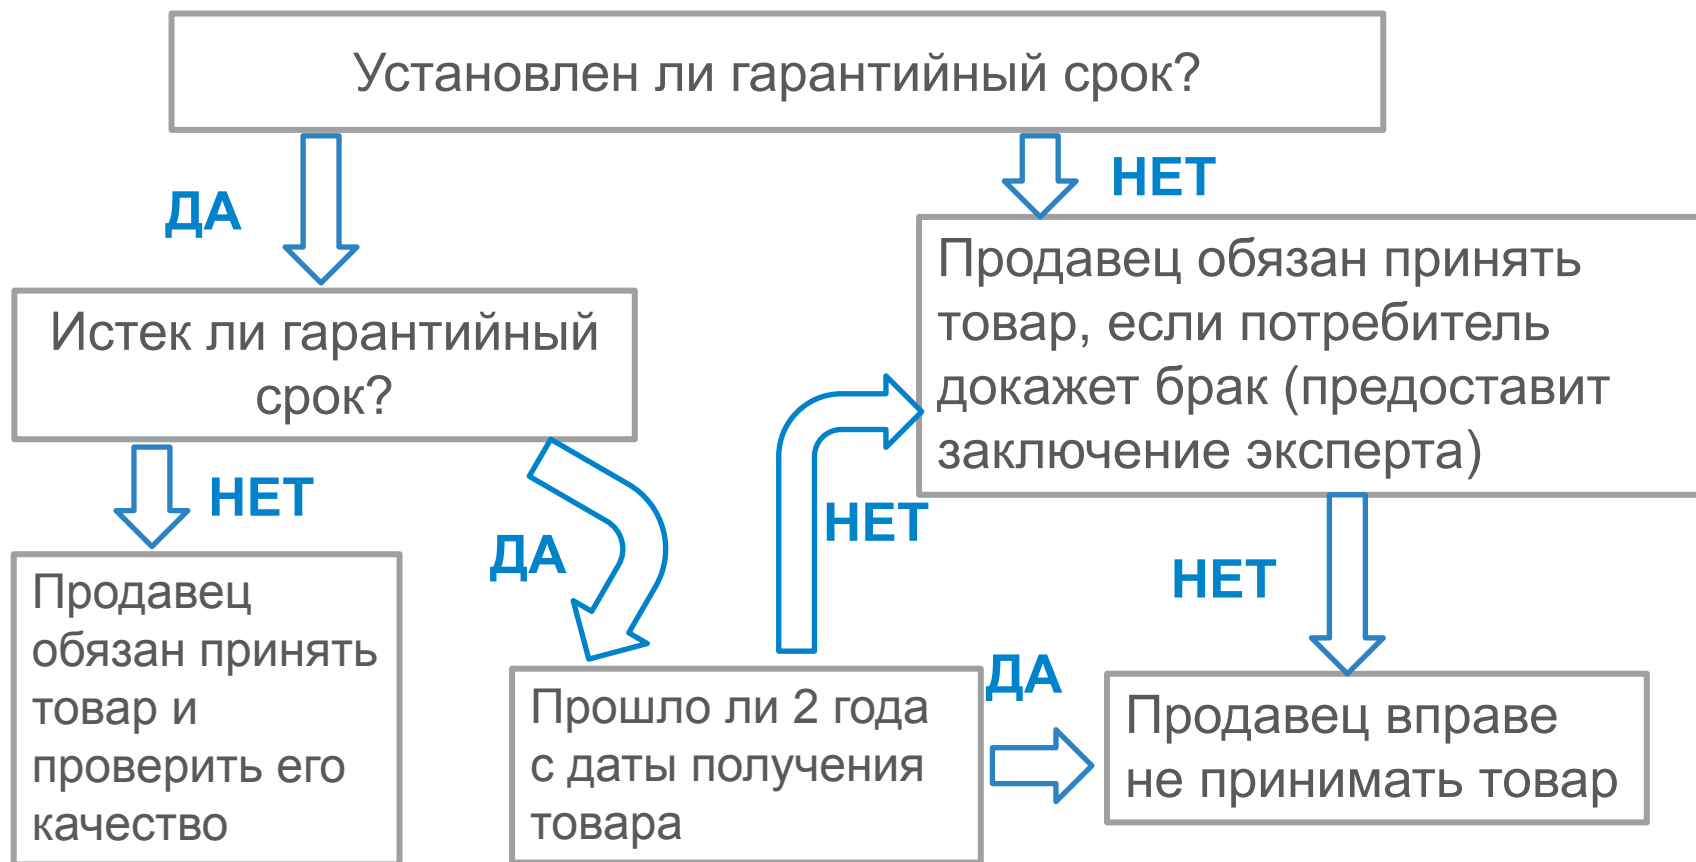 Установлен ли гарантийный срок?
ДА
НЕТ
Истек ли гарантийный
срок?
Продавец обязан принять
товар, если потребитель
докажет брак (предоставит
заключение эксперта)
НЕТ
ДА
НЕТ
НЕТ
Продавец
обязан принять
товар и
проверить его
качество
Прошло ли 2 года
с даты получения
товара
ДА
Продавец вправе
не принимать товар